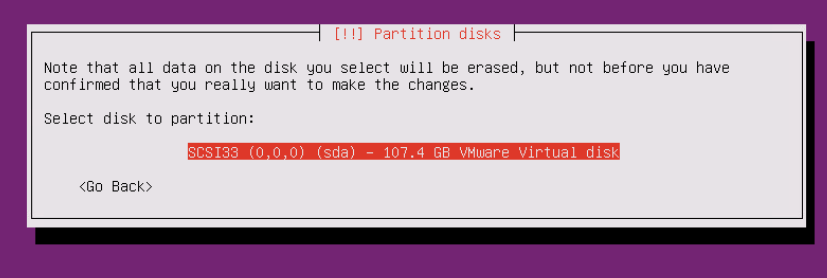 [!!] Partition disks
Note that all data on the disk you select will be erased, but not before you have
confirmed that you really want to make the changes.
Select disk to partition:
SCSI33 (0,0,0) (sda) – 107.4 GB VMware Virtual disk
<Go Back>